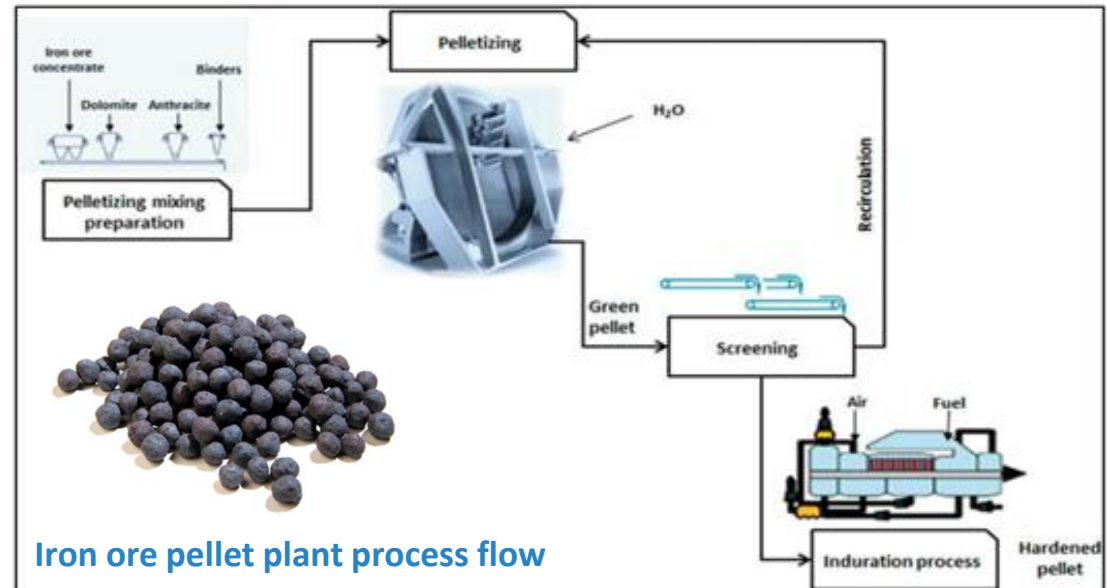 Iron ore
concentrate
Binders
Dolomite Anthracite
Pelletizing mixing
preparation
Pelletizing
H₂O
Recirculation
Green
pellet
Screening
Air
Fuel
Induration process
Hardened
pellet
Iron ore pellet plant process flow